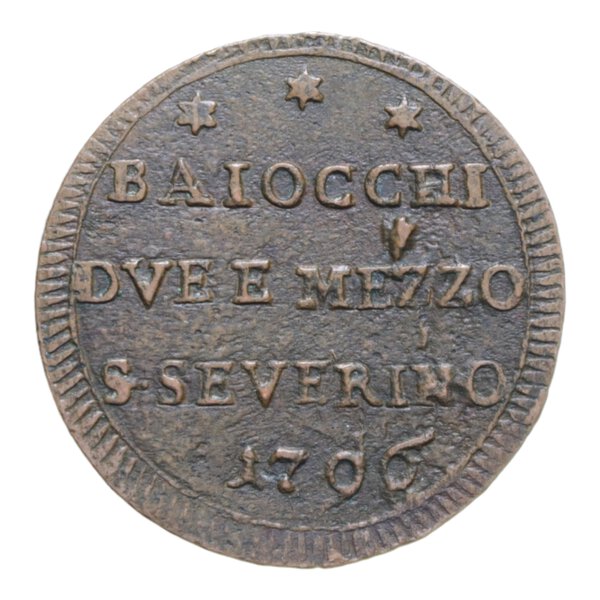 BAIOCCHI
DVE E MEZZO
S·SEVERINO
1796